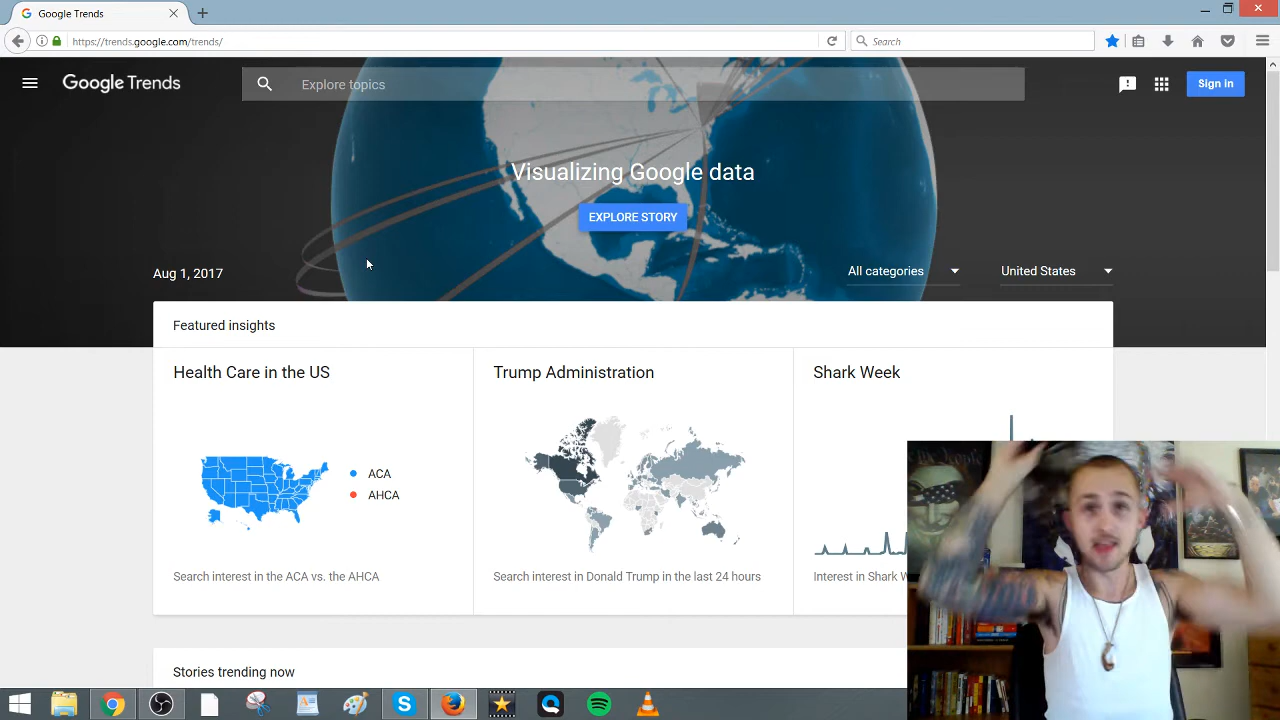 Google Trends
https://trends.google.com/trends/
Search
Google Trends
Explore topics
Sign in
Visualizing Google data
EXPLORE STORY
Aug 1, 2017
All categories
United States
Featured insights
Health Care in the US
Trump Administration
Shark Week
ACA
AHCA
Search interest in the ACA vs. the AHCA
Search interest in Donald Trump in the last 24 hours
Interest in Shark
Stories trending now